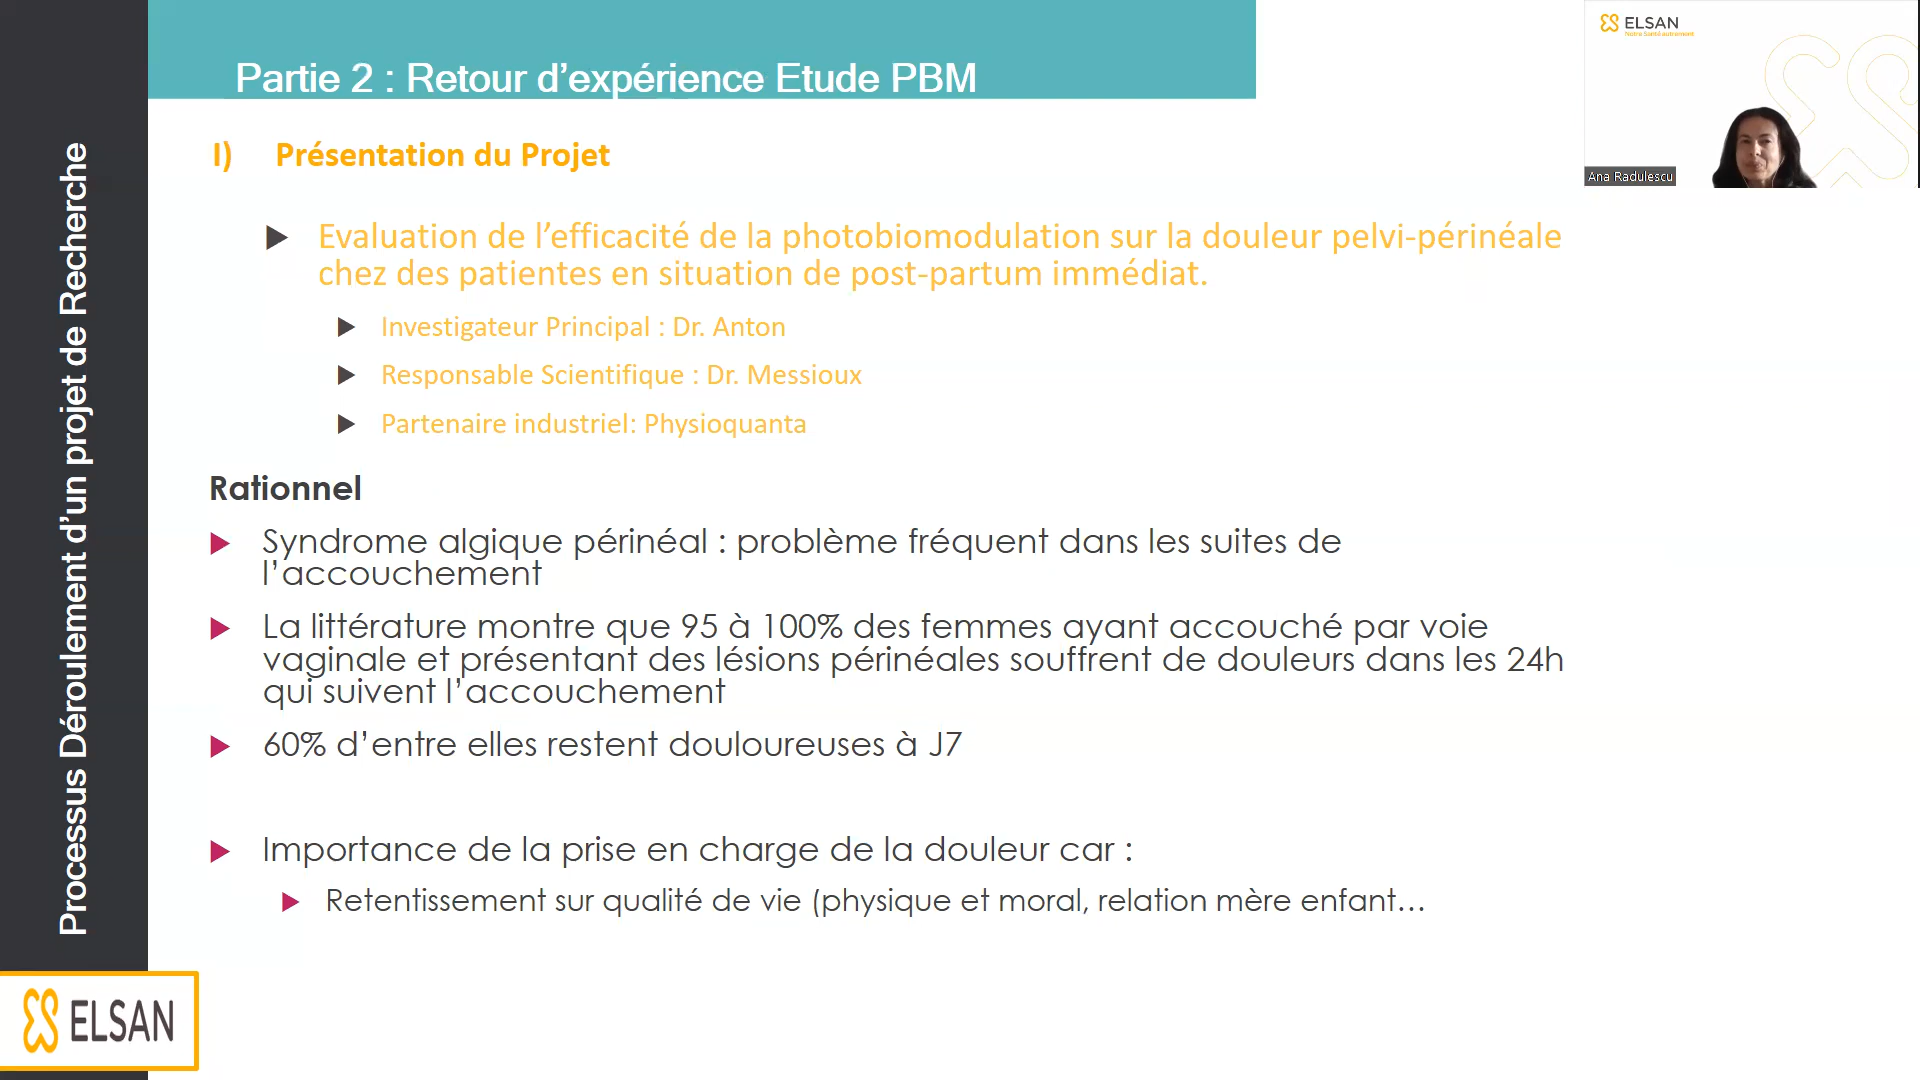 Partie 2 : Retour d’expérience Etude PBM
ELSAN
Notre Santé autrement
Ana Radulescu
Processus Déroulement d’un projet de Recherche
I) Présentation du Projet
Evaluation de l’efficacité de la photobiomodulation sur la douleur pelvi-périnéale
chez des patientes en situation de post-partum immédiat.
Investigateur Principal : Dr. Anton
Responsable Scientifique : Dr. Messioux
Partenaire industriel: Physioquanta
Rationnel
Syndrome algique périnéal : problème fréquent dans les suites de
l’accouchement
La littérature montre que 95 à 100% des femmes ayant accouché par voie
vaginale et présentant des lésions périnéales souffrent de douleurs dans les 24h
qui suivent l’accouchement
60% d’entre elles restent douloureuses à J7
Importance de la prise en charge de la douleur car :
Retentissement sur qualité de vie (physique et moral, relation mère enfant…
ELSAN